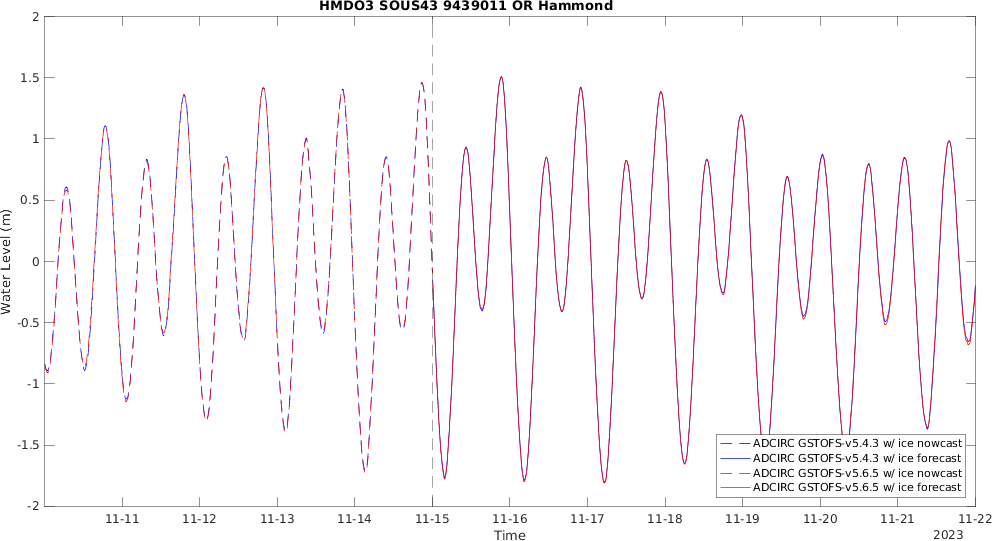 HMDO3 SOUS43 9439011 OR Hammond
2
1.5
1
0.5
0
-0.5
-1
-1.5
-2
Water Level (m)
ADCIRC GSTOFS-v5.4.3 w/ ice nowcast
ADCIRC GSTOFS-v5.4.3 w/ ice forecast
ADCIRC GSTOFS-v5.6.5 w/ ice nowcast
ADCIRC GSTOFS-v5.6.5 w/ ice forecast
11-11 11-12 11-13 11-14 11-15 11-16 11-17 11-18 11-19 11-20 11-21 11-22
Time
2023